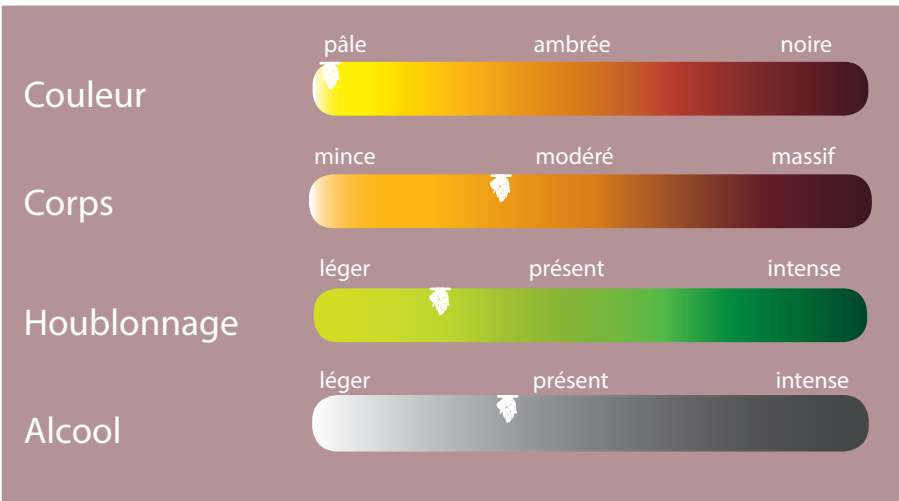 pâle ambrée noire
Couleur
mince modéré massif
Corps
léger présent intense
Houblonnage
léger présent intense
Alcool